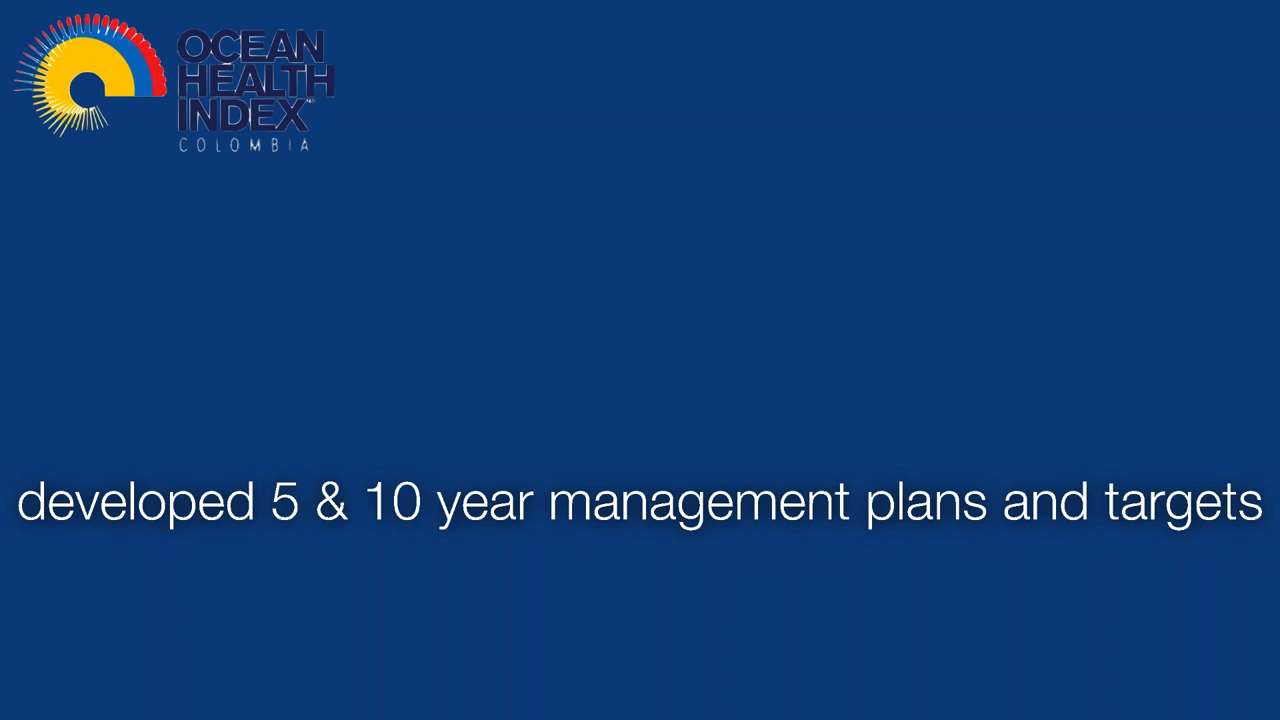 OCEAN
HEALTH
INDEX
COLOMBIA
developed 5 & 10 year management plans and targets